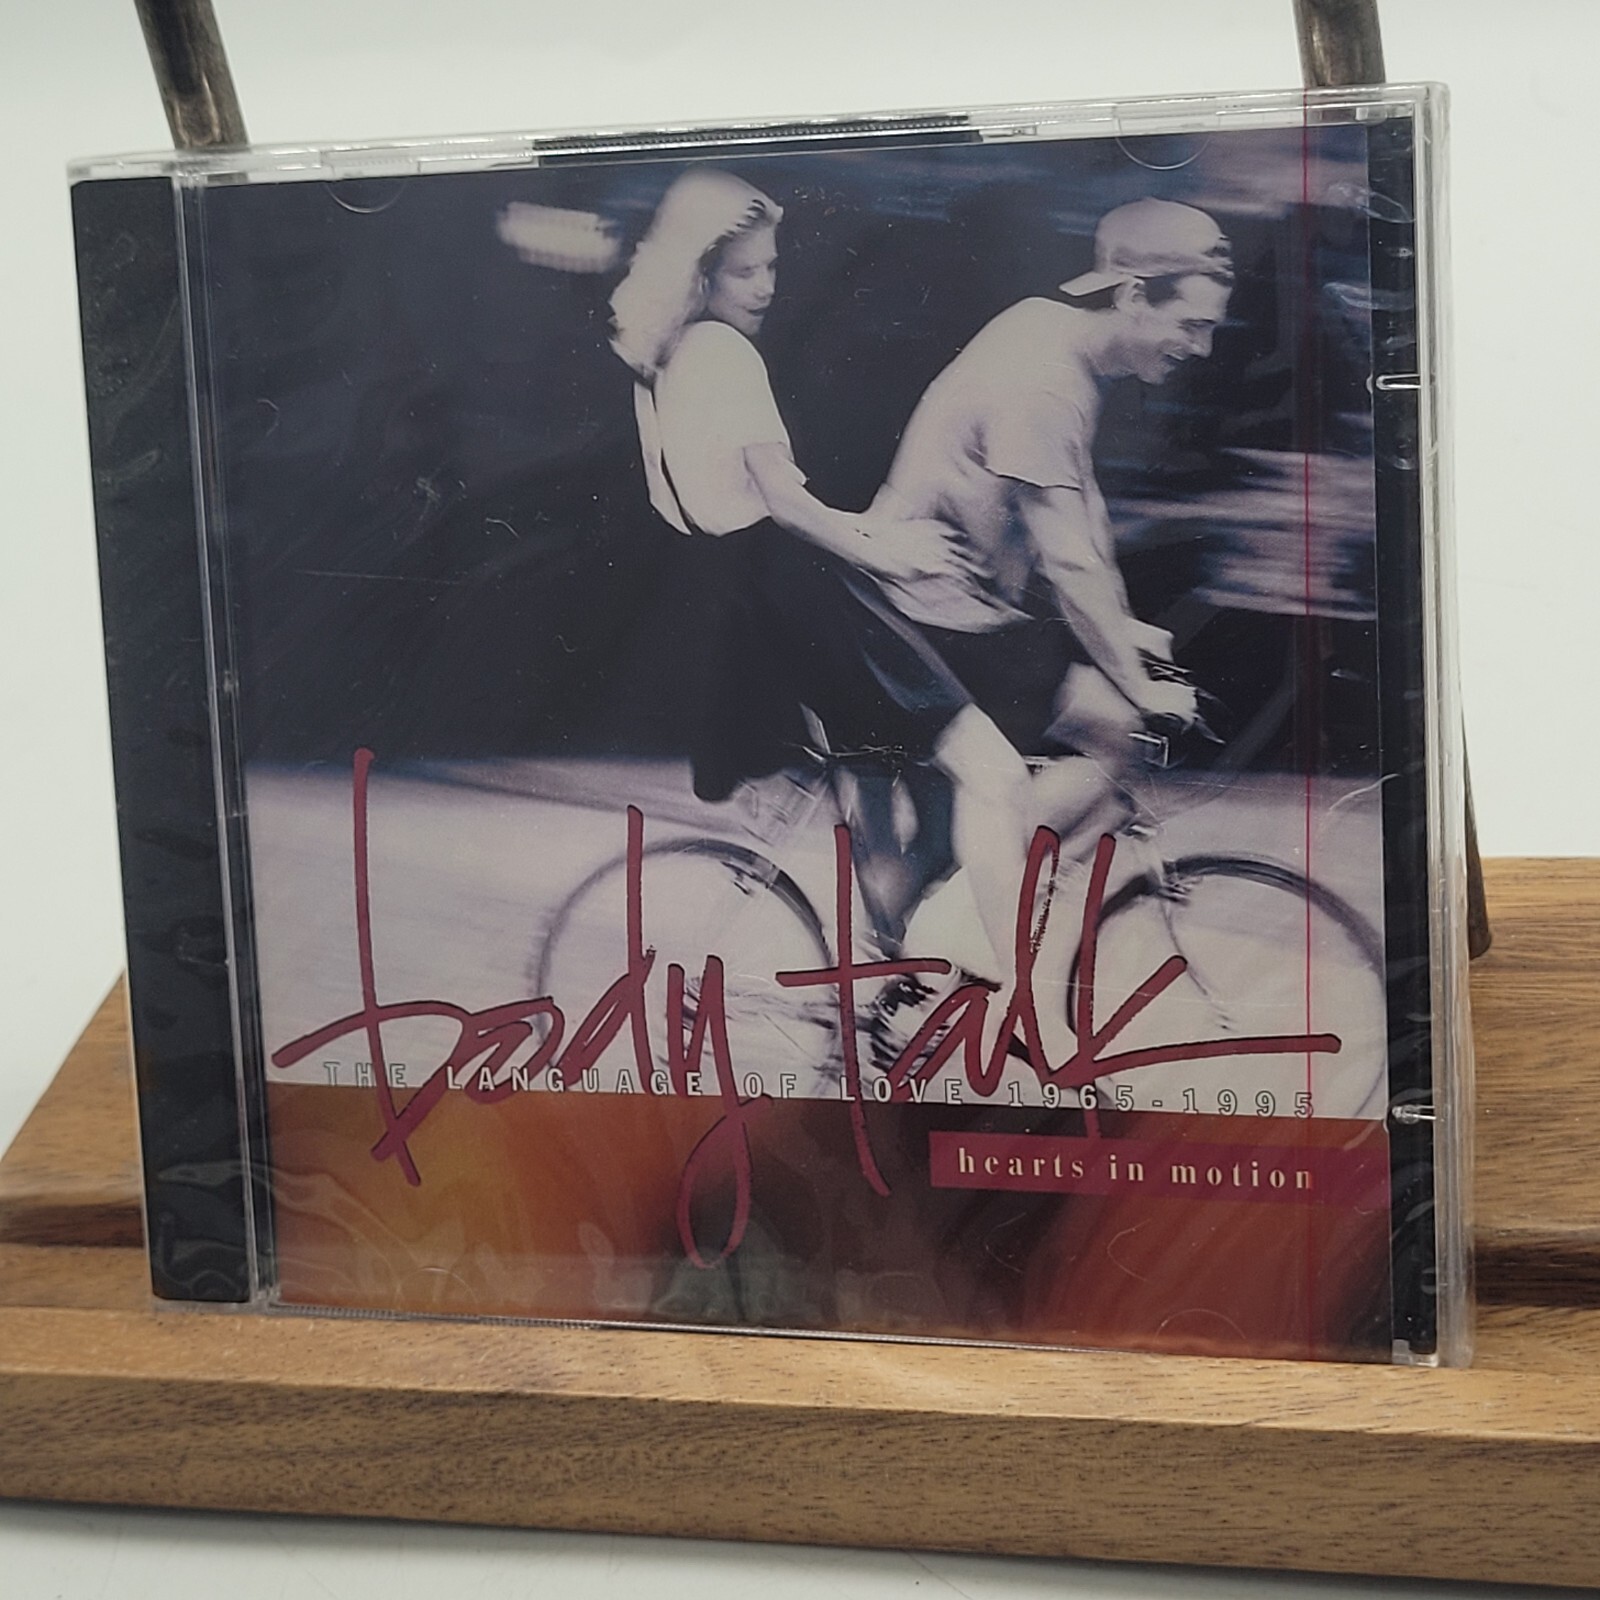 body talk
THE LANGUAGE OF LOVE 1965-1995
hearts in motion